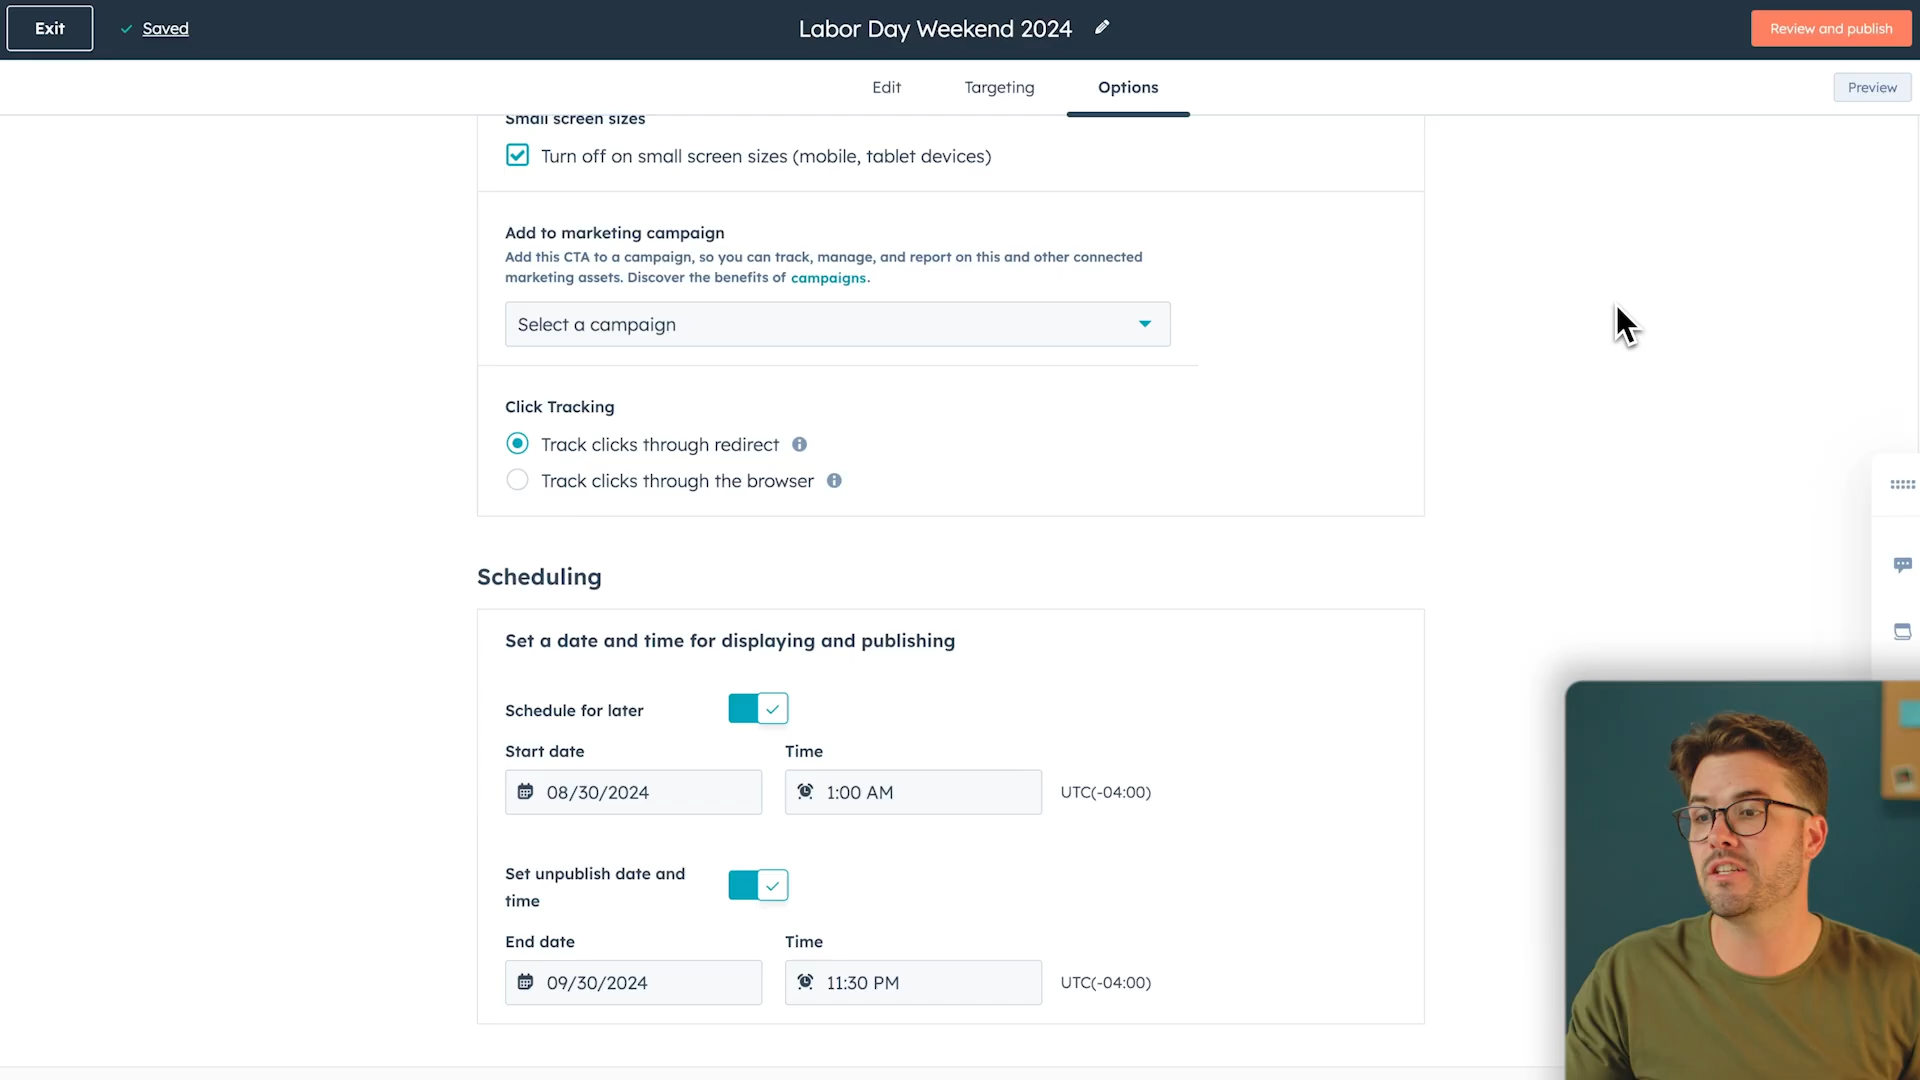 Exit
Saved
Labor Day Weekend 2024
Review and publish
Edit
Targeting
Options
Preview
Small screen sizes
Turn off on small screen sizes (mobile, tablet devices)
Add to marketing campaign
Add this CTA to a campaign, so you can track, manage, and report on this and other connected
marketing assets. Discover the benefits of campaigns.
Select a campaign
Click Tracking
Track clicks through redirect
Track clicks through the browser
Scheduling
Set a date and time for displaying and publishing
Schedule for later
Start date
Time
08/30/2024
1:00 AM
UTC(-04:00)
Set unpublish date and
time
End date
Time
09/30/2024
11:30 PM
UTC(-04:00)